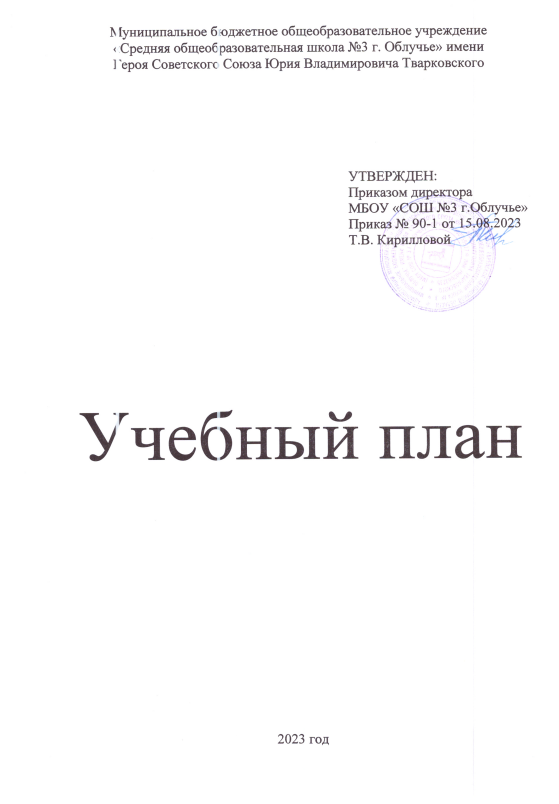 Муниципальное бюджетное общеобразовательное учреждение
« Средняя общеобразовательная школа №3 г. Облучье» имени
Героя Советского Союза Юрия Владимировича Тварковского
УТВЕРЖДЕН:
Приказом директора
МБОУ «СОШ №3 г.Облучье»
Приказ № 90-1 от 15.08.2023
Т.В. Кирилловой
Учебный план
2023 год